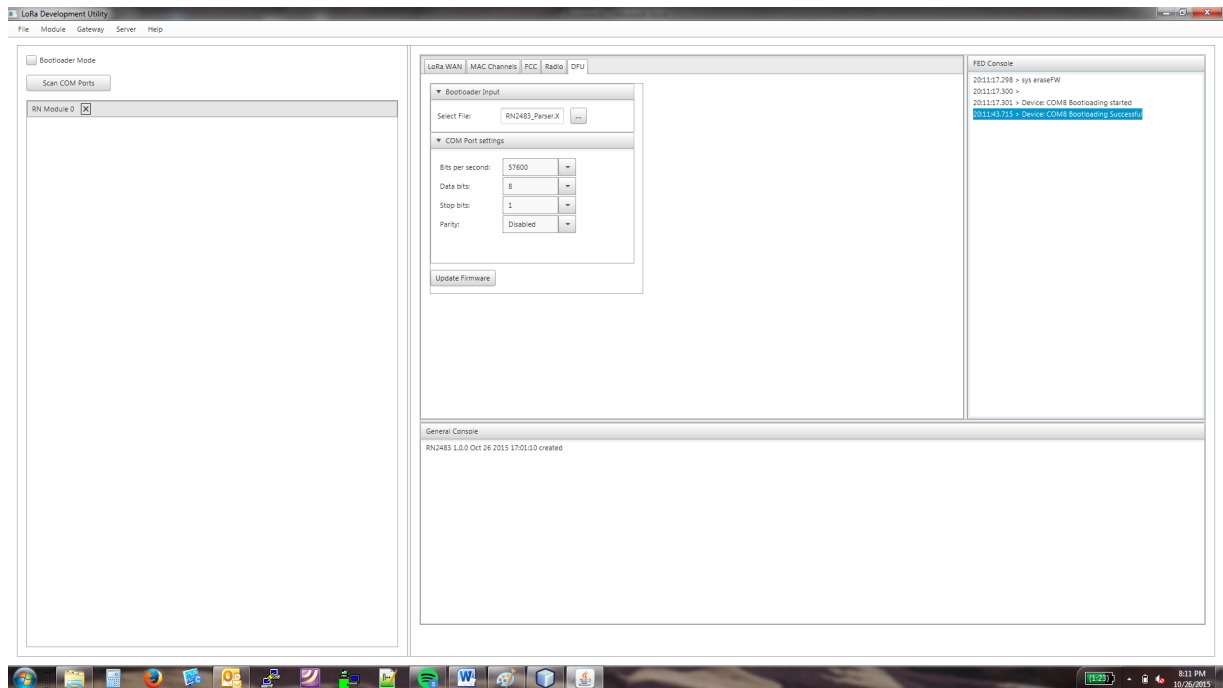 LoRa Development Utility
File Module Gateway Server Help
Bootloader Mode
Scan COM Ports
RN Module 0
LoRa WAN MAC Channels FCC Radio DFU
Bootloader Input
Select File: RN2483_Parser.X ...
COM Port settings
Bits per second: 57600
Data bits: 8
Stop bits: 1
Parity: Disabled
Update Firmware
FED Console
20:11:17.298 > sys eraseFW
20:11:17.300 >
20:11:17.301 > Device: COM8 Bootloading started
20:11:43.715 > Device: COM8 Bootloading Successful
General Console
RN2483 1.0.0 Oct 26 2015 17:01:10 created
(1:23)
8:11 PM
10/26/2015